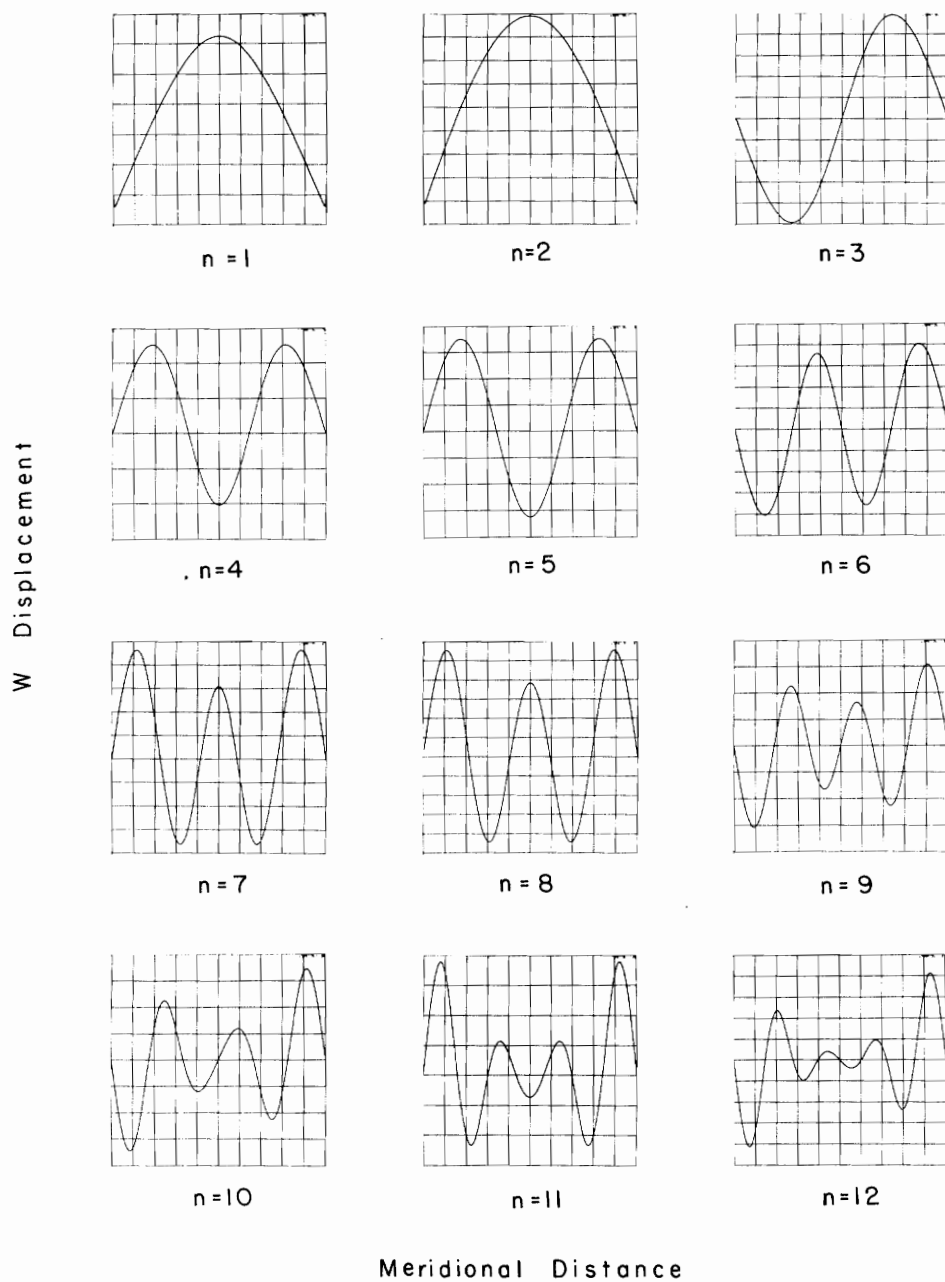 n=1
n=2
n=3
n=4
n=5
n=6
W Displacement
n=7
n=8
n=9
n=10
n=11
n=12
Meridional Distance